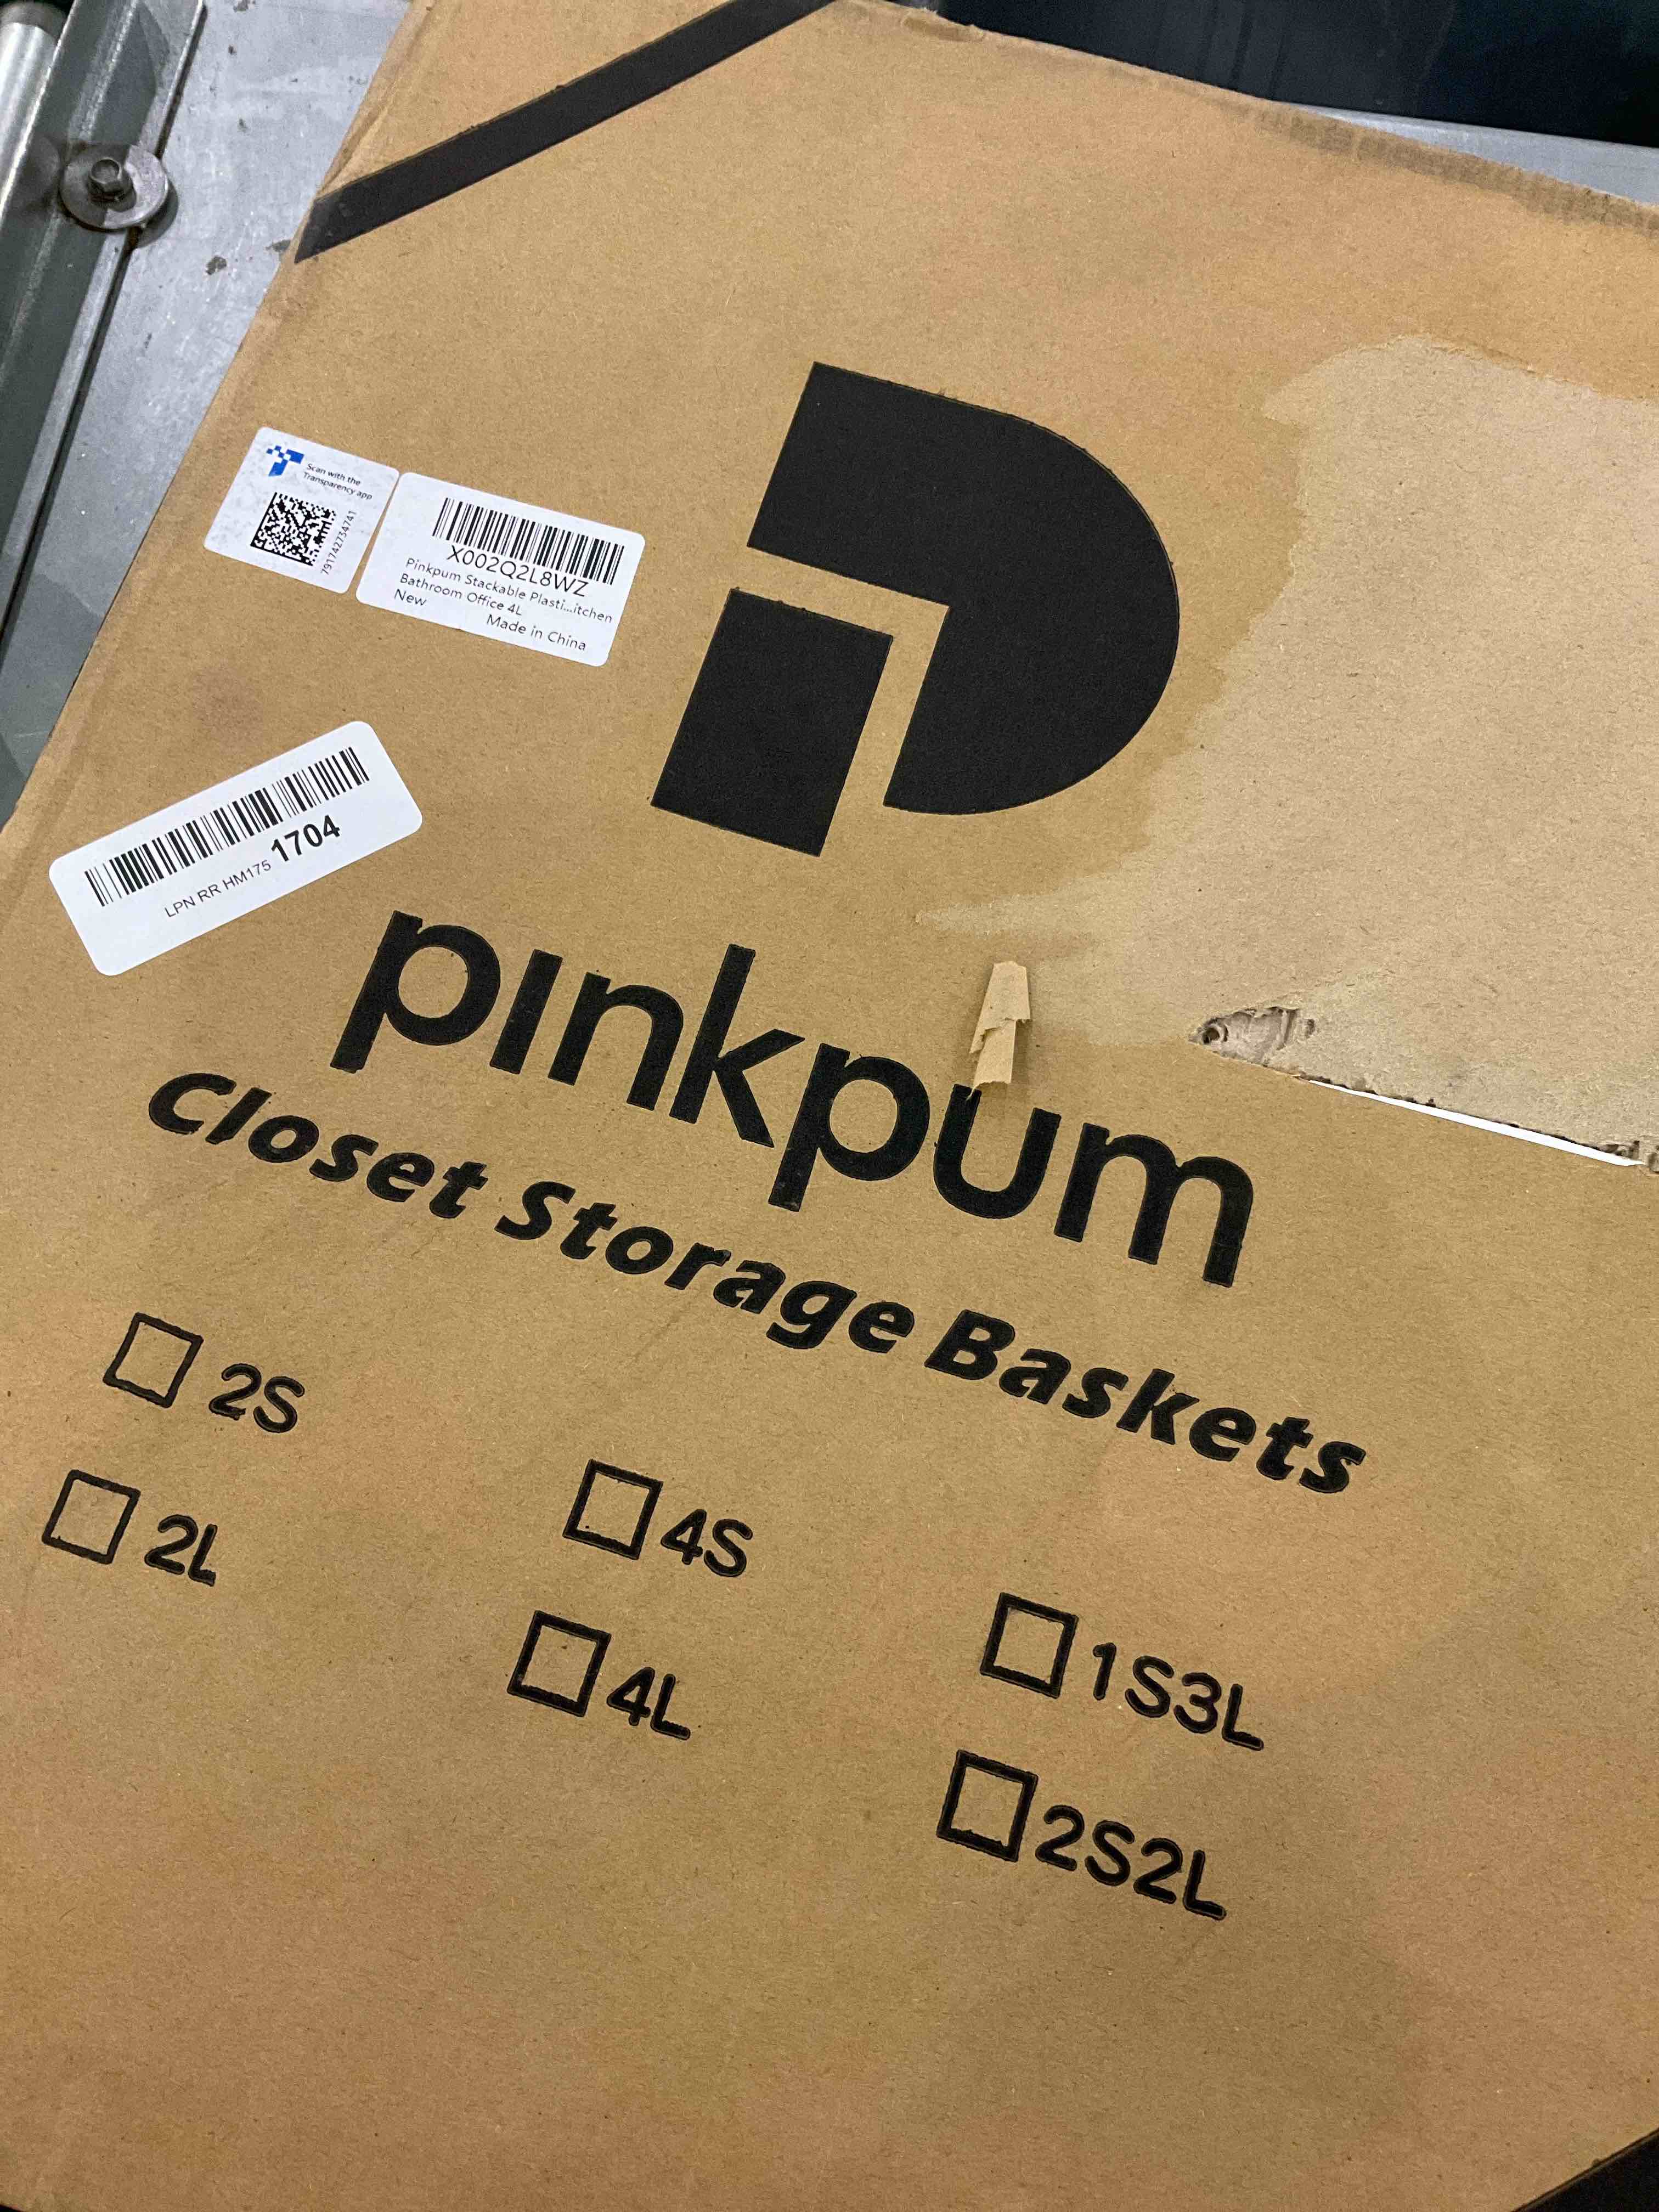 Scan with the
Transparency app
791742734741
X002Q2L8WZ
Pinkpum Stackable Plasti...itchen
Bathroom Office 4L
New
Made in China
LPN RR HM175 1704
pinkpum
Closet Storage Baskets
2S
2L
4S
4L
1S3L
2S2L